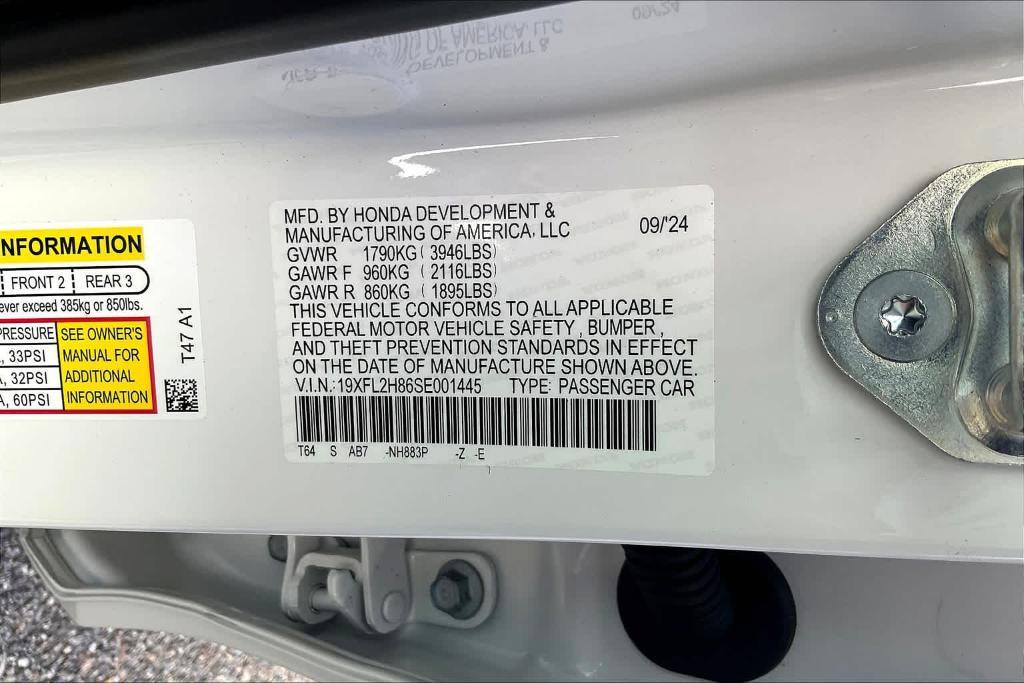 NFORMATION
FRONT 2 REAR 3
ever exceed 385kg or 850lbs.
PRESSURE
, 33PSI
A, 32PSI
A, 60PSI
SEE OWNER'S
MANUAL FOR
ADDITIONAL
INFORMATION
T47 A1
MFD. BY HONDA DEVELOPMENT &
MANUFACTURING OF AMERICA, LLC
09/'24
GVWR 1790KG ( 3946LBS)
GAWR F 960KG ( 2116LBS)
GAWR R 860KG ( 1895LBS)
THIS VEHICLE CONFORMS TO ALL APPLICABLE
FEDERAL MOTOR VEHICLE SAFETY , BUMPER ,
AND THEFT PREVENTION STANDARDS IN EFFECT
ON THE DATE OF MANUFACTURE SHOWN ABOVE.
V.I.N.: 19XFL2H86SE001445 TYPE: PASSENGER CAR
T64 S AB7 -NH883P -Z -E